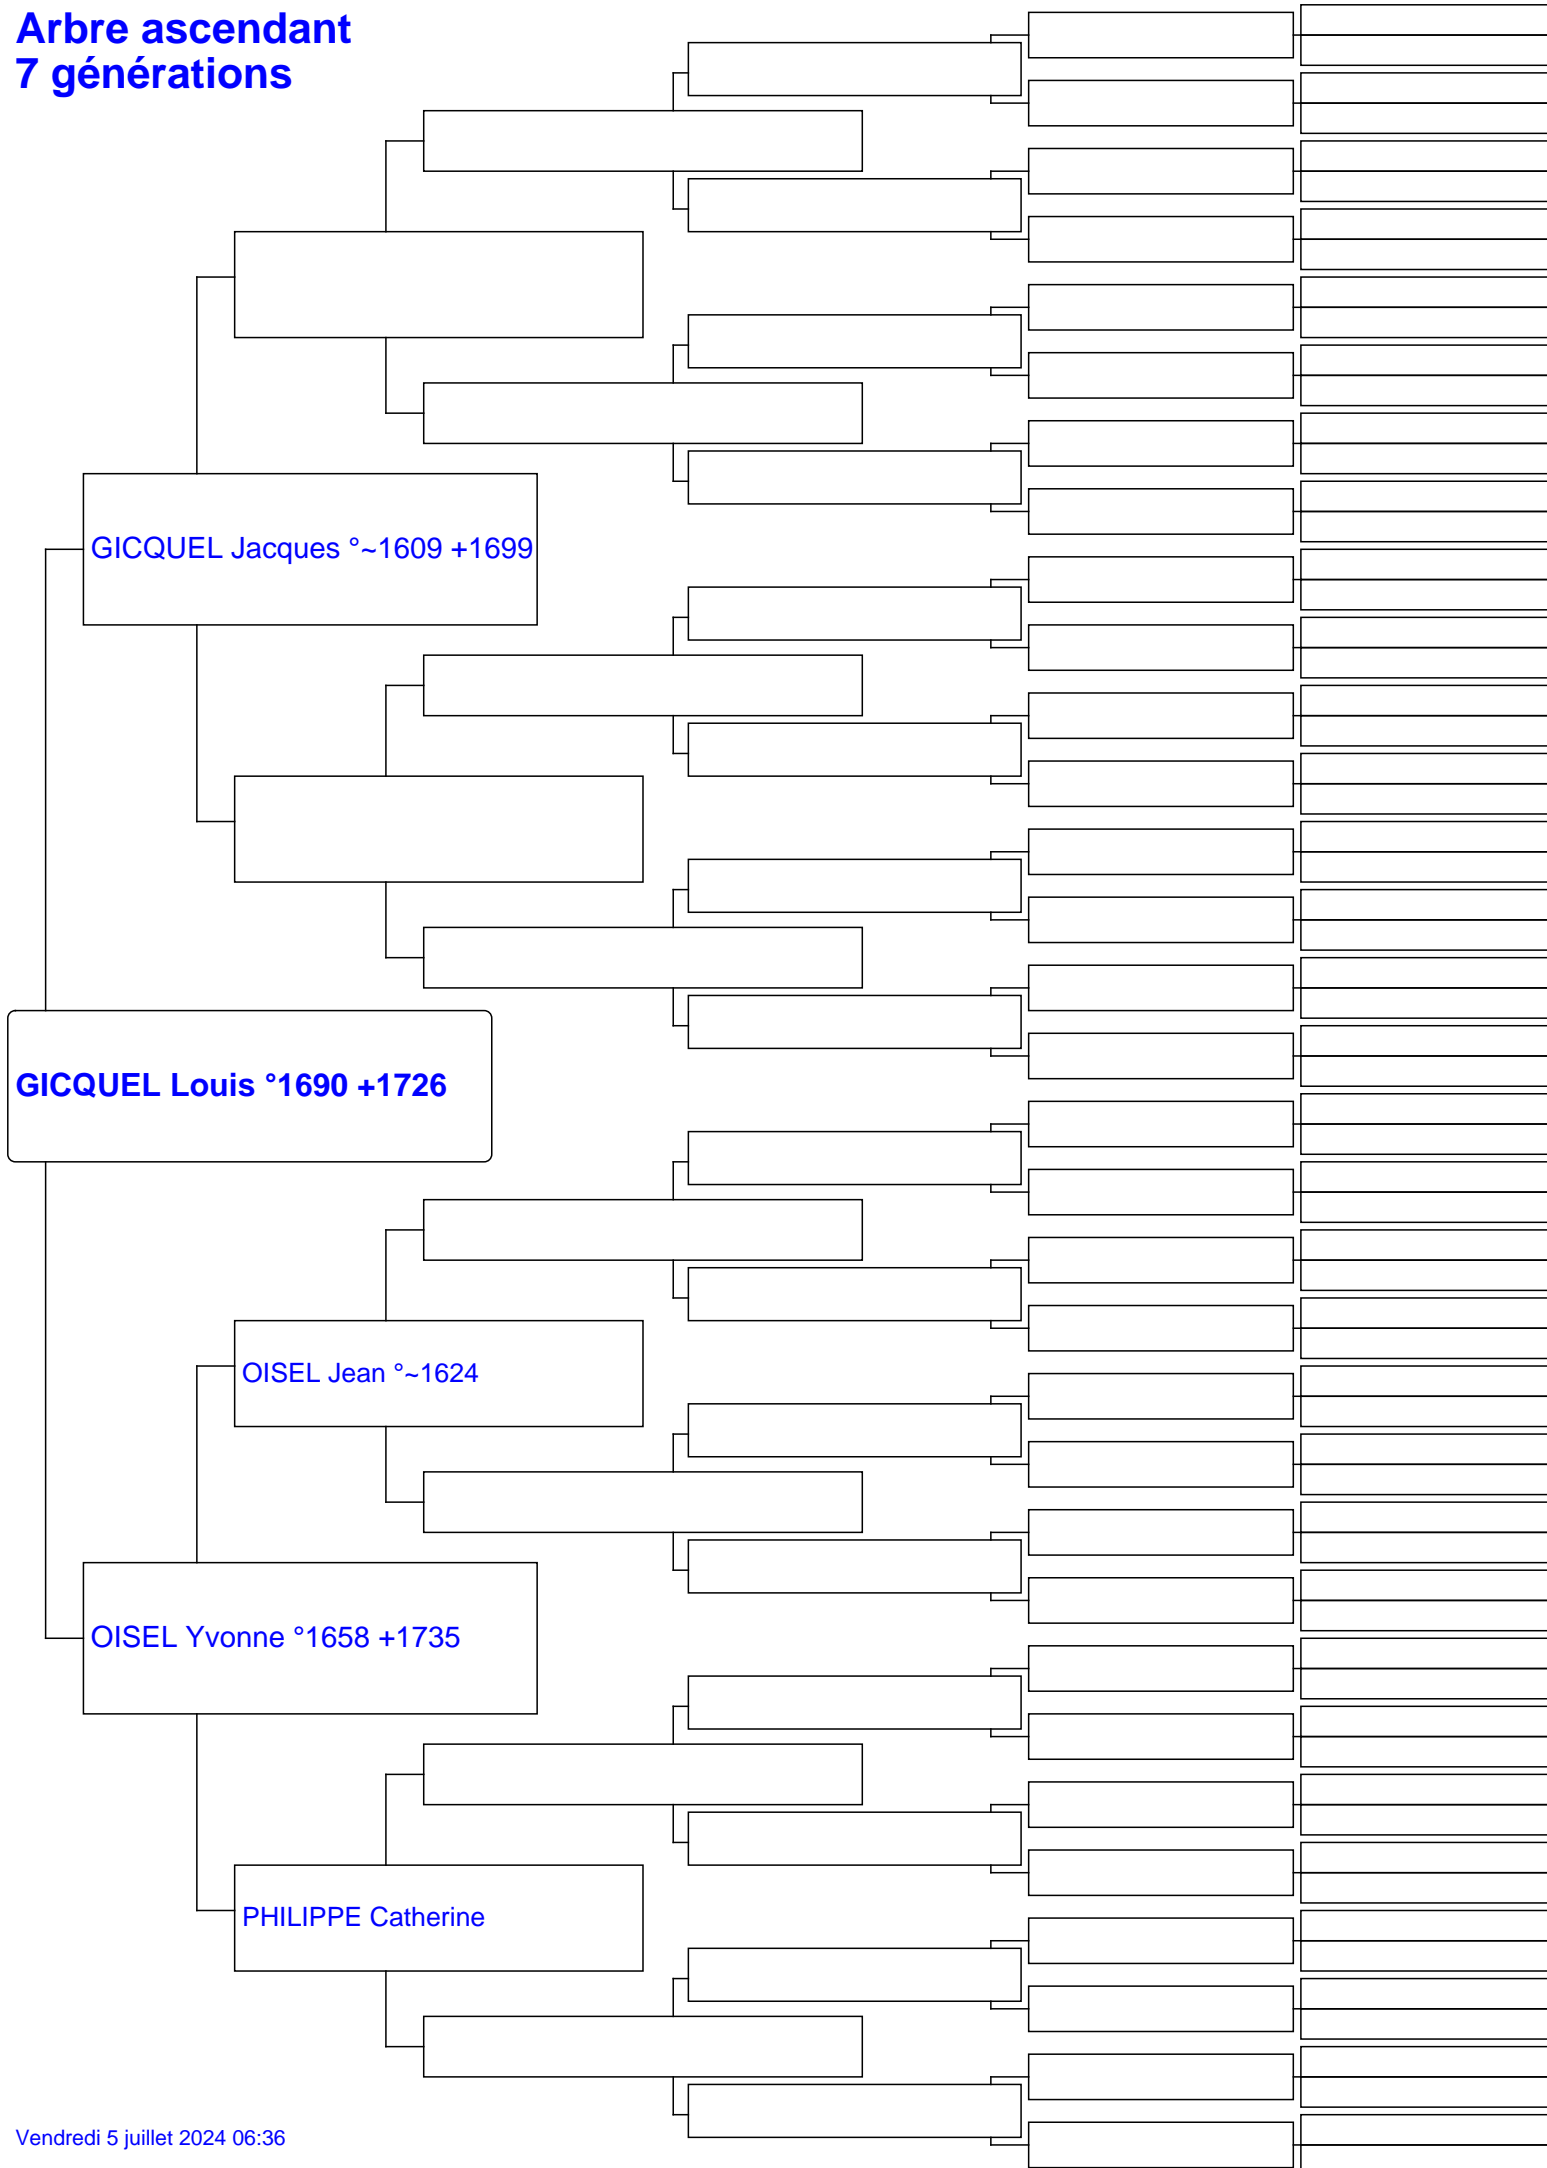 Arbre ascendant
7 générations
GICQUEL Jacques °~1609 +1699
GICQUEL Louis °1690 +1726
OISEL Jean °~1624
OISEL Yvonne °1658 +1735
PHILIPPE Catherine
Vendredi 5 juillet 2024 06:36